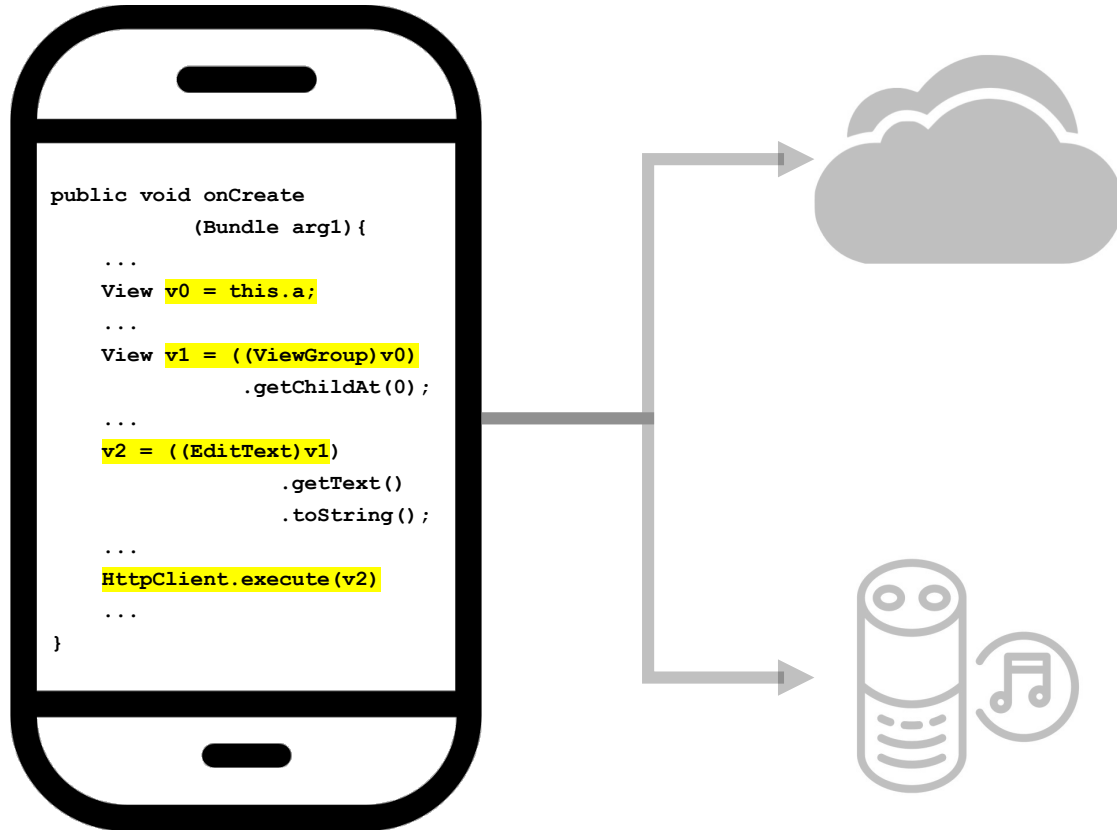 public void onCreate
(Bundle arg1){
...
View v0 = this.a;
...
View v1 = ((ViewGroup)v0)
.getChildAt(0);
...
v2 = ((EditText)v1)
.getText()
.toString();
...
HttpClient.execute(v2)
...
}